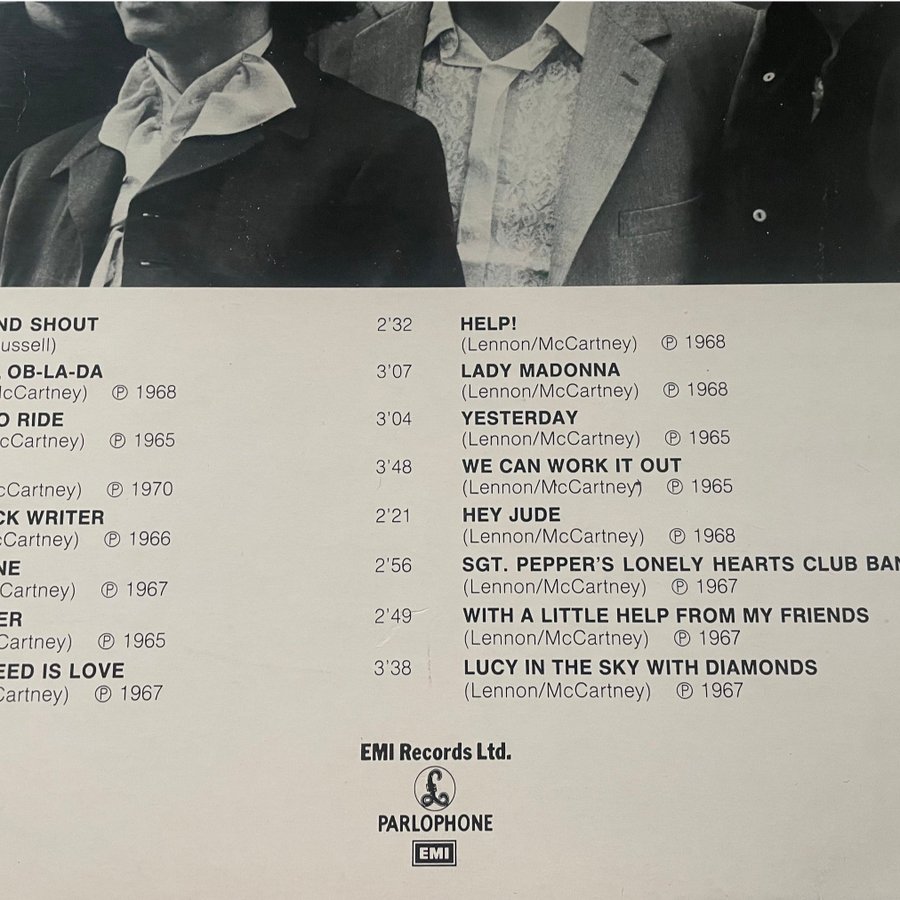 ND SHOUT
ussell)
OB-LA-DA
cCartney) ℗ 1968
O RIDE
cCartney) ℗ 1965
cCartney) ℗ 1970
CK WRITER
cCartney) ℗ 1966
NE
Cartney) ℗ 1967
ER
Cartney) ℗ 1965
EED IS LOVE
Cartney) ℗ 1967
2'32
3'07
3'04
3'48
2'21
2'56
2'49
3'38
HELP!
(Lennon/McCartney) ℗ 1968
LADY MADONNA
(Lennon/McCartney) ℗ 1968
YESTERDAY
(Lennon/McCartney) ℗ 1965
WE CAN WORK IT OUT
(Lennon/McCartney) ℗ 1965
HEY JUDE
(Lennon/McCartney) ℗ 1968
SGT. PEPPER'S LONELY HEARTS CLUB BAN
(Lennon/McCartney) ℗ 1967
WITH A LITTLE HELP FROM MY FRIENDS
(Lennon/McCartney) ℗ 1967
LUCY IN THE SKY WITH DIAMONDS
(Lennon/McCartney) ℗ 1967
EMI Records Ltd.
PARLOPHONE
EMI